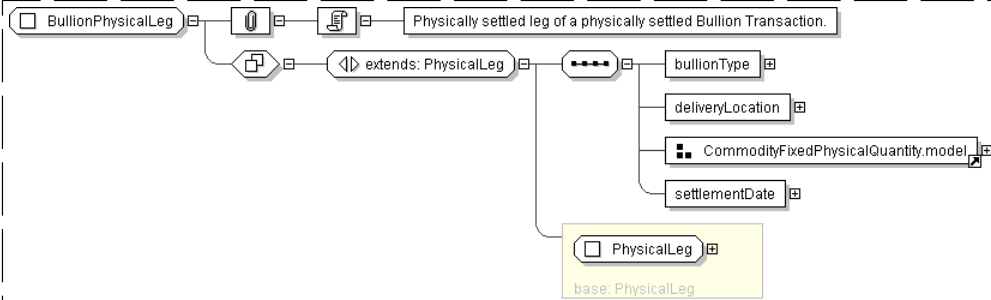 BullionPhysicalLeg
Physically settled leg of a physically settled Bullion Transaction.
extends: PhysicalLeg
bullionType
deliveryLocation
CommodityFixedPhysicalQuantity.model
settlementDate
PhysicalLeg
base: PhysicalLeg